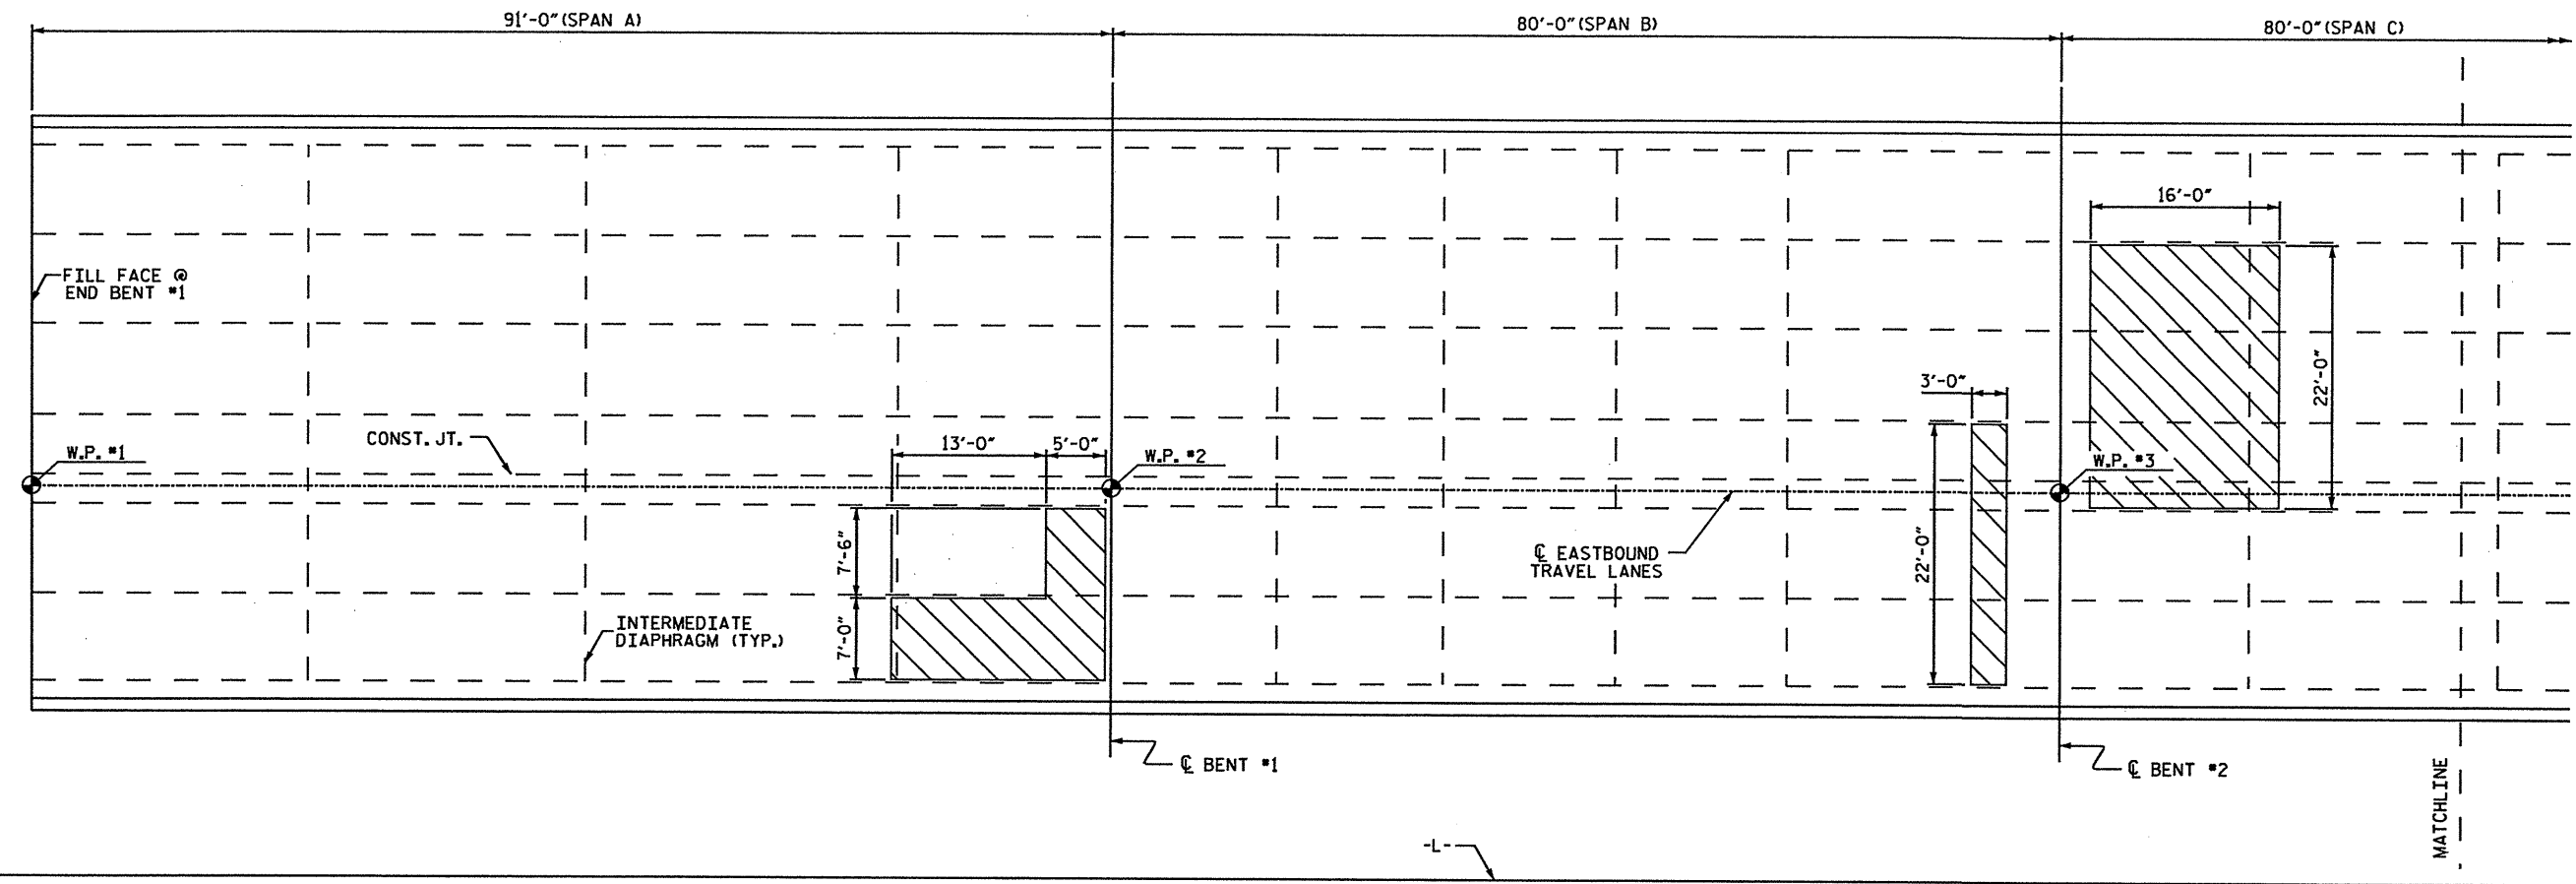 91'-0" (SPAN A)
80'-0" (SPAN B)
80'-0" (SPAN C)
16'-0"
FILL FACE @
END BENT #1
22'-0"
3'-0"
CONST. JT.
13'-0"
5'-0"
W.P. #1
W.P. #2
W.P. #3
7'-6"
℄ EASTBOUND
TRAVEL LANES
22'-0"
7'-0"
INTERMEDIATE
DIAPHRAGM (TYP.)
℄ BENT #1
℄ BENT #2
MATCHLINE
-L-